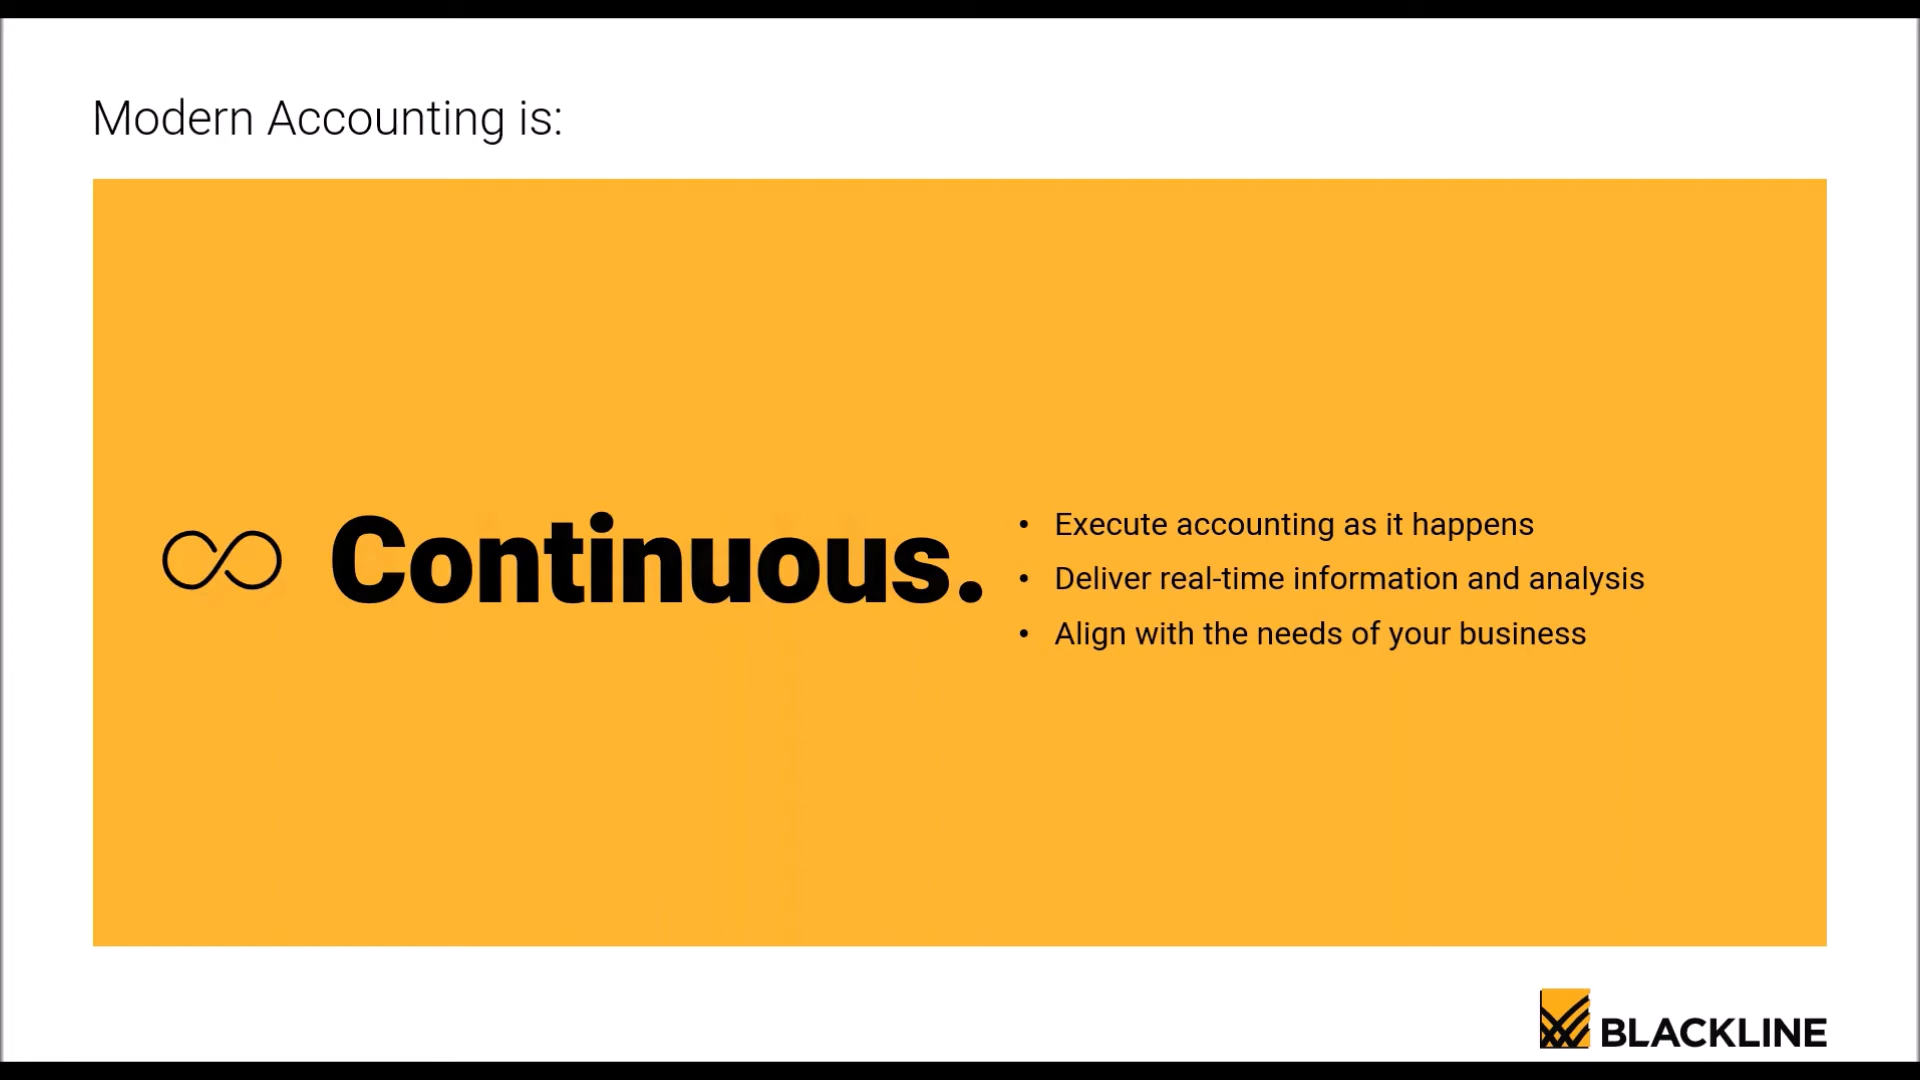 Modern Accounting is:
Continuous.
• Execute accounting as it happens
• Deliver real-time information and analysis
• Align with the needs of your business
BLACKLINE